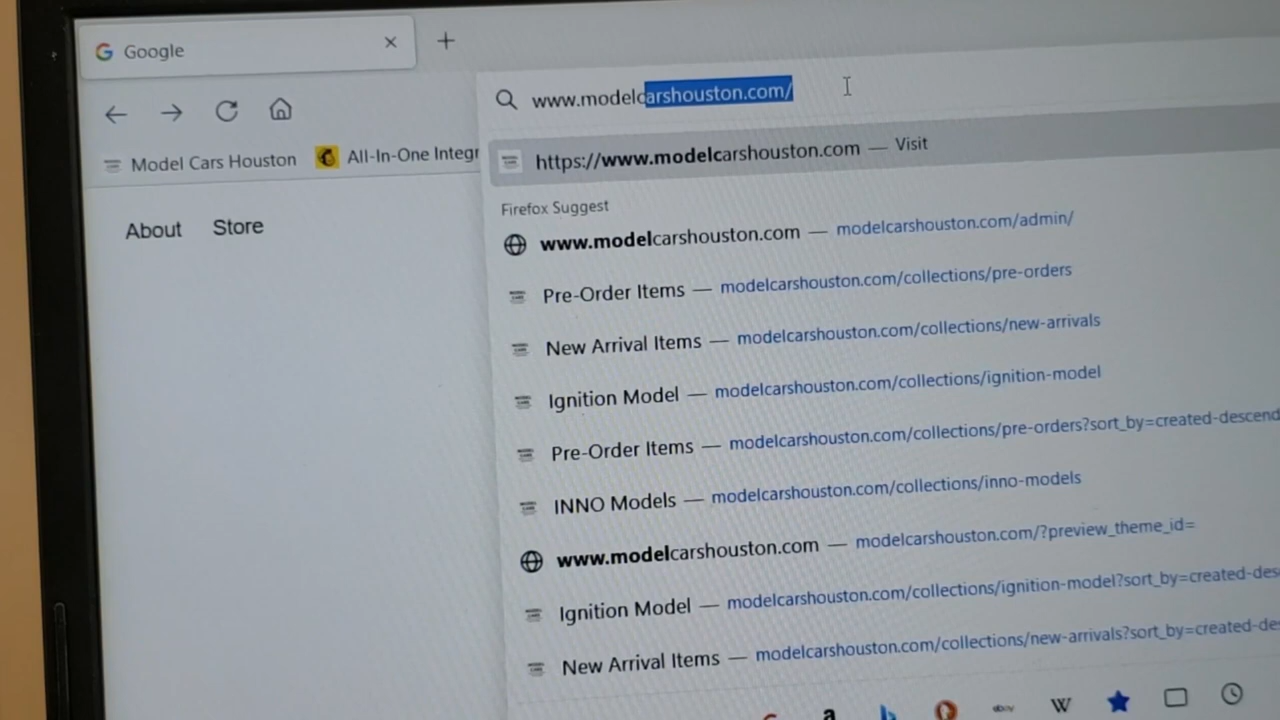 Google
www.modelcarshouston.com/
Model Cars Houston
All-In-One Integr
https://www.modelcarshouston.com — Visit
About Store
Firefox Suggest
www.modelcarshouston.com — modelcarshouston.com/admin/
Pre-Order Items — modelcarshouston.com/collections/pre-orders
New Arrival Items — modelcarshouston.com/collections/new-arrivals
Ignition Model — modelcarshouston.com/collections/ignition-model
Pre-Order Items — modelcarshouston.com/collections/pre-orders?sort_by=created-descend
INNO Models — modelcarshouston.com/collections/inno-models
www.modelcarshouston.com — modelcarshouston.com/?preview_theme_id=
Ignition Model — modelcarshouston.com/collections/ignition-model?sort_by=created-des
New Arrival Items — modelcarshouston.com/collections/new-arrivals?sort_by=created-de
a
ebay
W